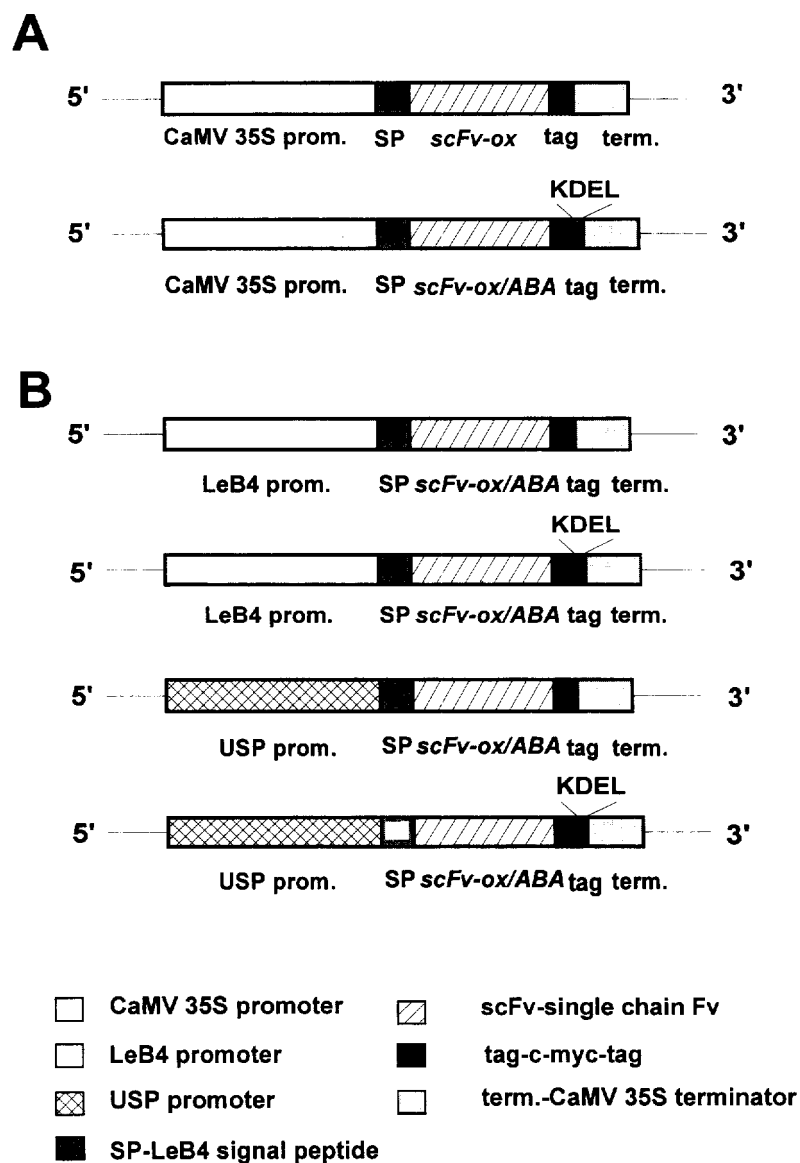 A
5' 3'
CaMV 35S prom. SP scFv-ox tag term.
KDEL
5' 3'
CaMV 35S prom. SP scFv-ox/ABA tag term.
B
5' 3'
LeB4 prom. SP scFv-ox/ABA tag term.
KDEL
5' 3'
LeB4 prom. SP scFv-ox/ABA tag term.
5' 3'
USP prom. SP scFv-ox/ABA tag term.
KDEL
5' 3'
USP prom. SP scFv-ox/ABA tag term.
CaMV 35S promoter
LeB4 promoter
USP promoter
SP-LeB4 signal peptide
scFv-single chain Fv
tag-c-myc-tag
term.-CaMV 35S terminator